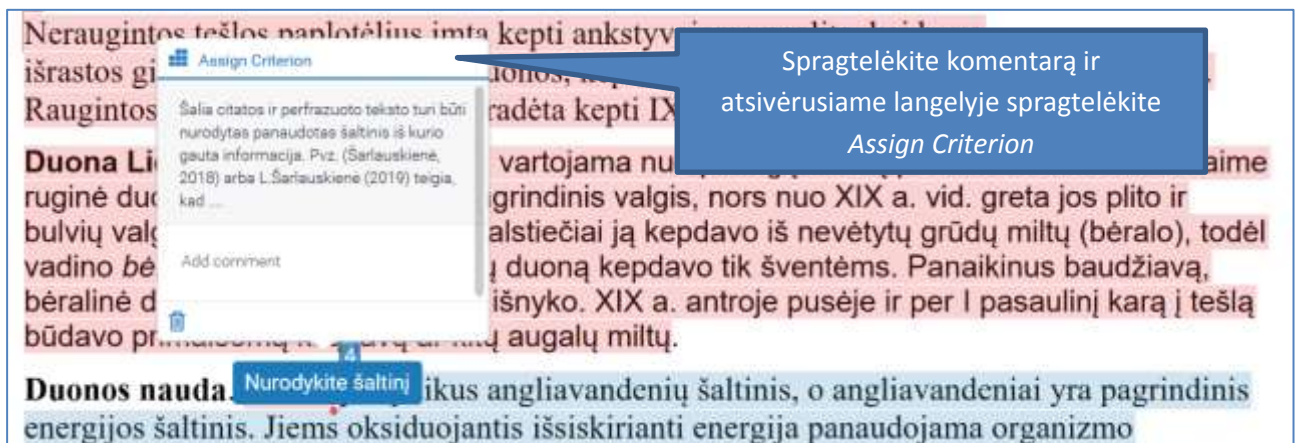 Neraugintos tešlos paplotėlius imta kepti ankstyv
išrastos gi
Raugintos
radėta kepti IX
Assign Criterion
Šalia citatos ir perfrazuoto teksto turi būti
nurodytas panaudotas šaltinis iš kurio
gauta informacija. Pvz. (Šarlauskienė,
2018) arba L.Šarlauskienė (2019) teigia,
kad ...
Add comment
Spragtelėkite komentarą ir
atsivėrusiame langelyje spragtelėkite
Assign Criterion
Duona Li vartojama nu aime
ruginė duo grindinis valgis, nors nuo XIX a. vid. greta jos plito ir
bulvių valg alstiečiai ją kepdavo iš nevėtytų grūdų miltų (bėralo), todėl
vadino bė ų duoną kepdavo tik šventėms. Panaikinus baudžiavą,
bėralinė d išnyko. XIX a. antroje pusėje ir per I pasaulinį karą į tešlą
būdavo augalų miltų.
4
Nurodykite šaltinį
Duonos nauda. ikus angliavandenių šaltinis, o angliavandeniai yra pagrindinis
energijos šaltinis. Jiems oksiduojantis išsiskirianti energija panaudojama organizmo